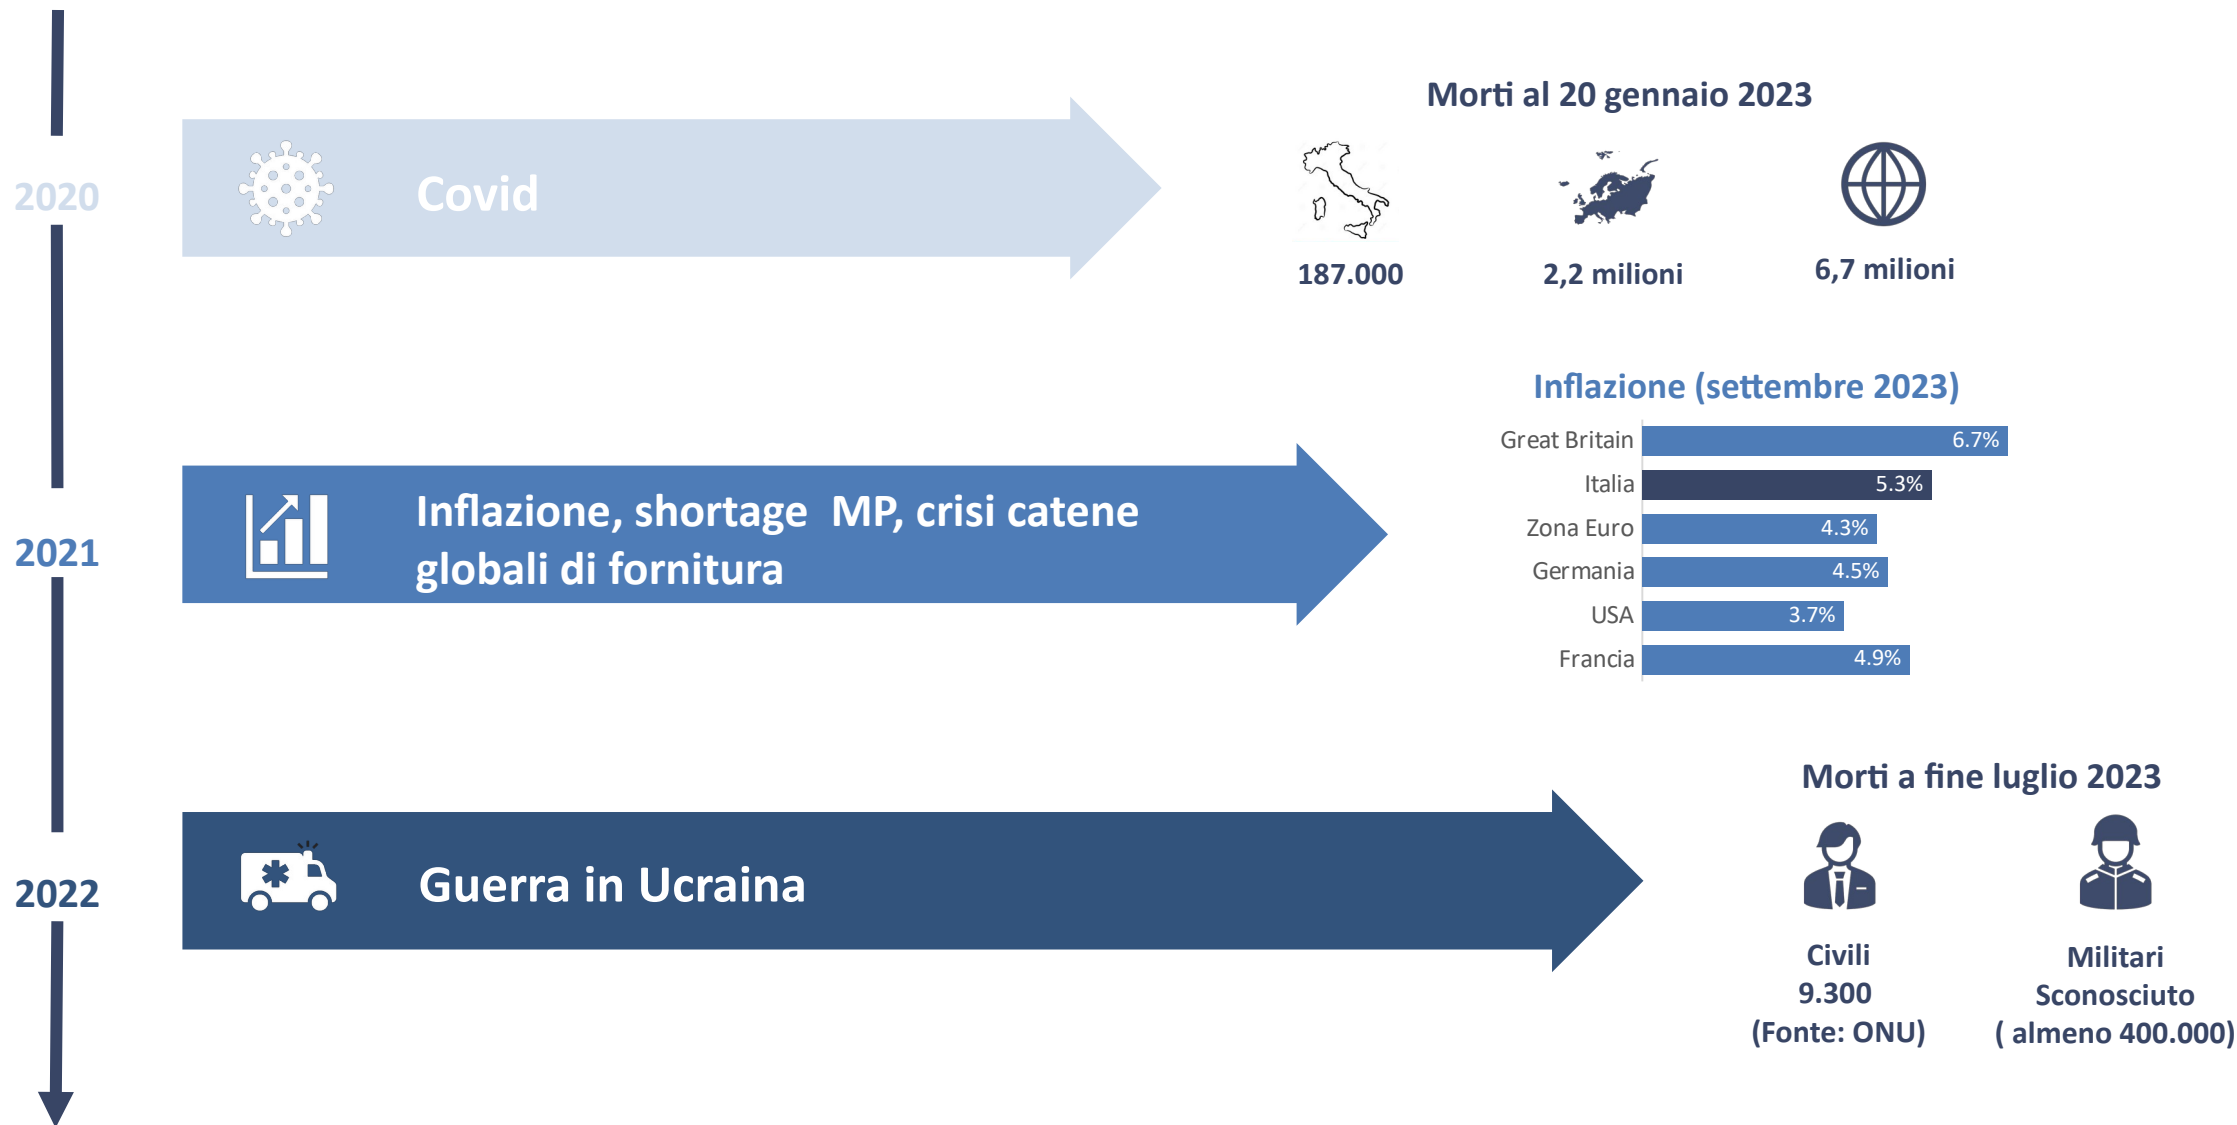 2020
Covid
Morti al 20 gennaio 2023
187.000
2,2 milioni
6,7 milioni
2021
Inflazione, shortage  MP, crisi catene
globali di fornitura
Inflazione (settembre 2023)
Great Britain 6.7%
Italia 5.3%
Zona Euro 4.3%
Germania 4.5%
USA 3.7%
Francia 4.9%
2022
Guerra in Ucraina
Morti a fine luglio 2023
Civili
9.300
(Fonte: ONU)
Militari
Sconosciuto
( almeno 400.000)